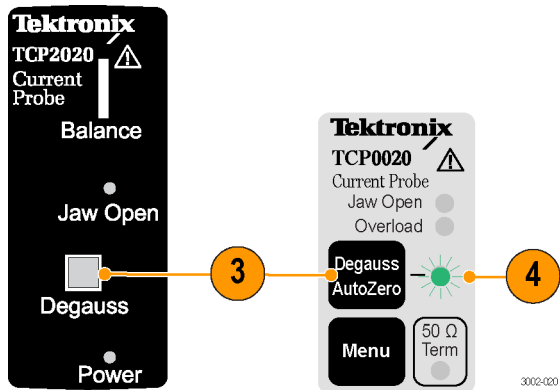 Tektronix
TCP2020
Current
Probe
Balance
Jaw Open
Degauss
Power
3
Tektronix
TCP0020
Current Probe
Jaw Open
Overload
Degauss
AutoZero
Menu
50 Ω
Term
4
3002-020